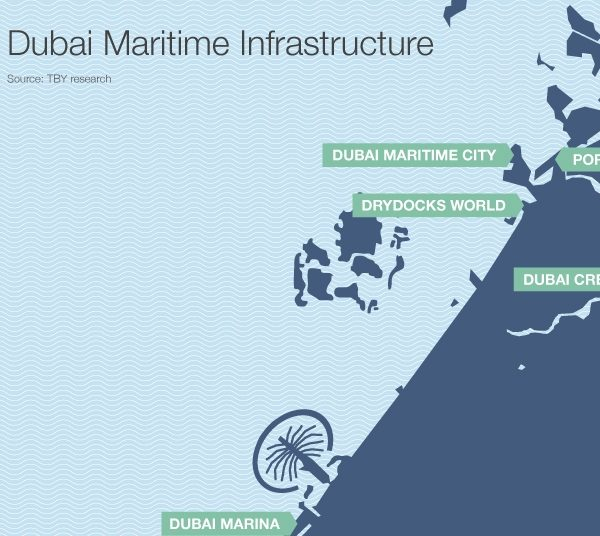 Dubai Maritime Infrastructure
Source: TBY research
DUBAI MARITIME CITY
POR
DRYDOCKS WORLD
DUBAI CRE
DUBAI MARINA